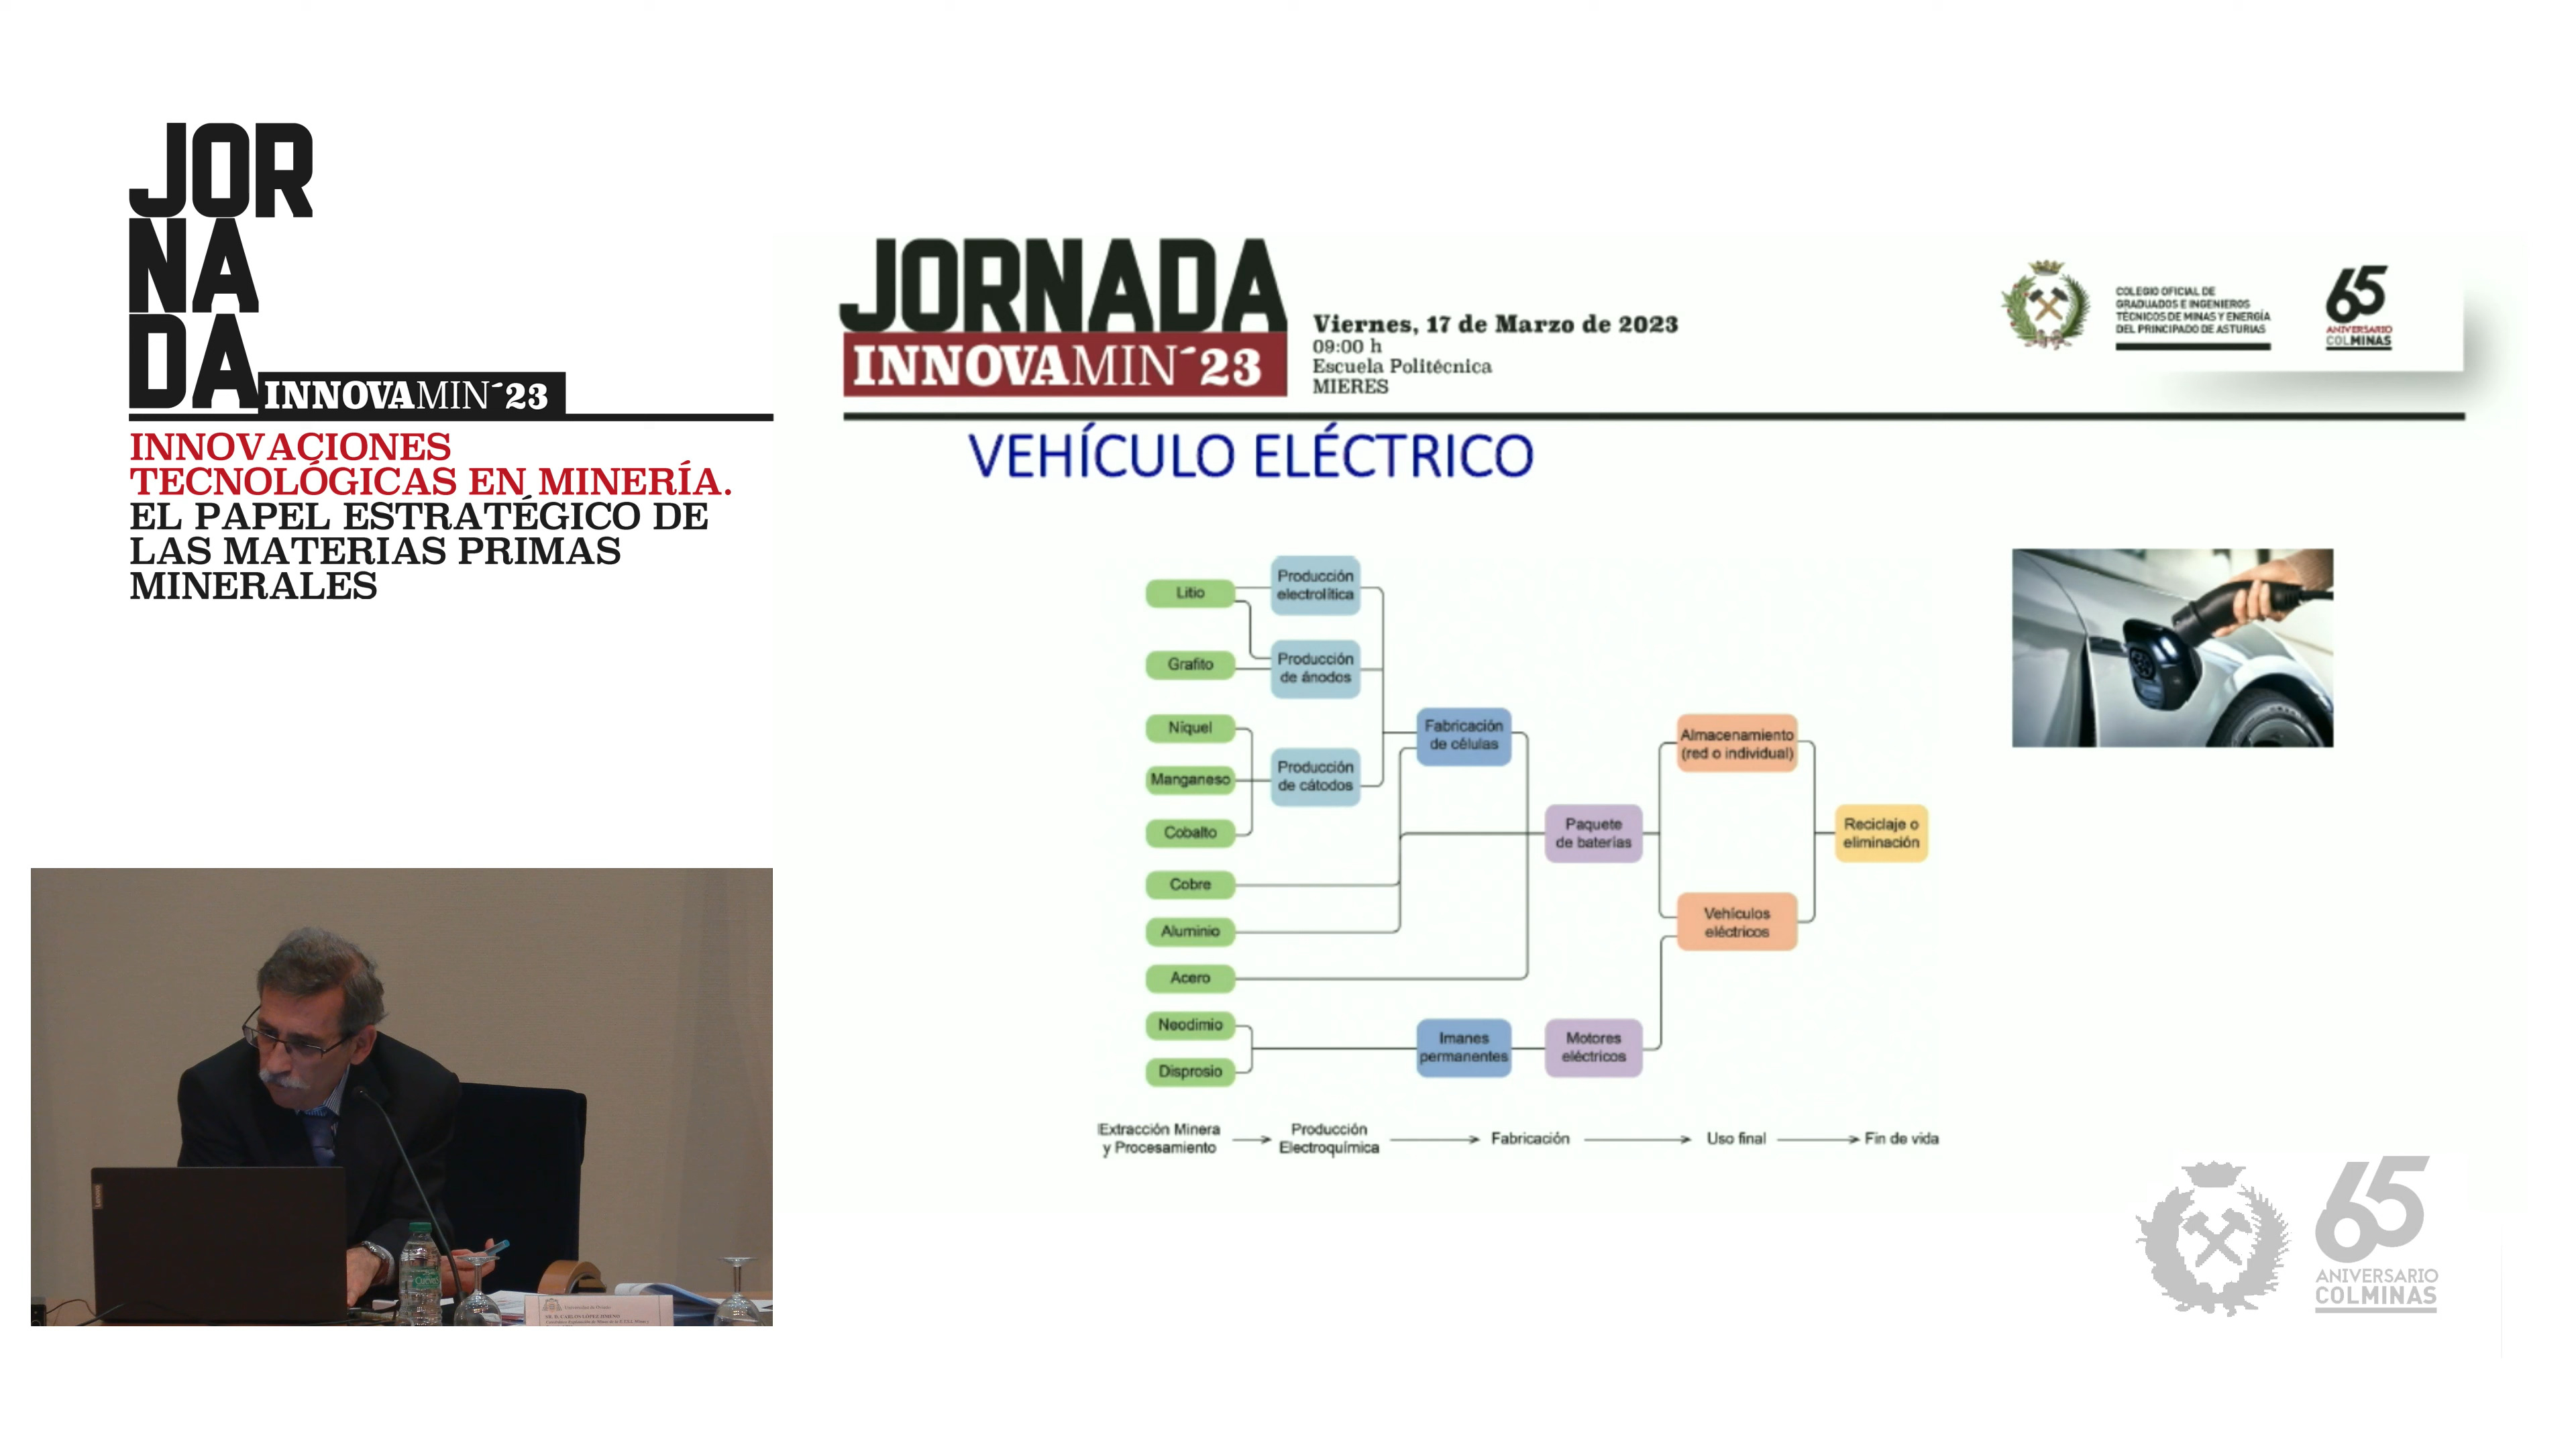 JOR
NA
DA
INNOVAMIN´23
INNOVACIONES
TECNOLÓGICAS EN MINERÍA.
EL PAPEL ESTRATÉGICO DE
LAS MATERIAS PRIMAS
MINERALES
JORNADA
INNOVAMIN´23
Viernes, 17 de Marzo de 2023
09:00 h
Escuela Politécnica
MIERES
COLEGIO OFICIAL DE
GRADUADOS E INGENIEROS
TÉCNICOS DE MINAS Y ENERGÍA
DEL PRINCIPADO DE ASTURIAS
65
ANIVERSARIO
COLMINAS
VEHÍCULO ELÉCTRICO
Litio
Grafito
Níquel
Manganeso
Cobalto
Cobre
Aluminio
Acero
Neodimio
Disprosio
Producción
electrolítica
Producción
de ánodos
Producción
de cátodos
Fabricación
de células
Imanes
permanentes
Paquete
de baterías
Motores
eléctricos
Almacenamiento
(red o individual)
Vehículos
eléctricos
Reciclaje o
eliminación
Extracción Minera
y Procesamiento
Producción
Electroquímica
Fabricación
Uso final
Fin de vida
65
ANIVERSARIO
COLMINAS
Lenovo